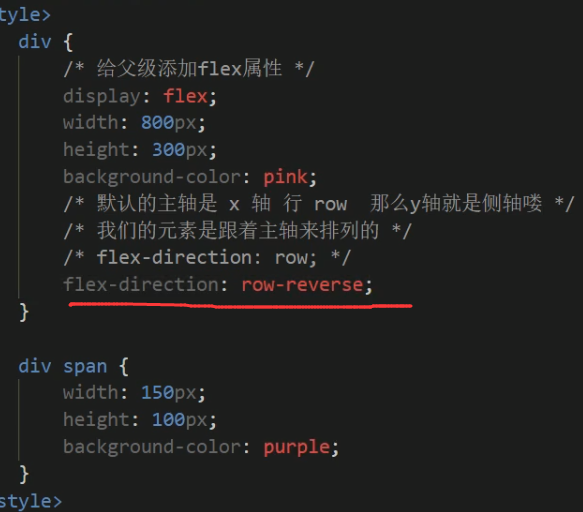 tyle>
div {
/* 给父级添加flex属性 */
display: flex;
width: 800px;
height: 300px;
background-color: pink;
/* 默认的主轴是 x 轴 行 row  那么y轴就是侧轴喽 */
/* 我们的元素是跟着主轴来排列的 */
/* flex-direction: row; */
flex-direction: row-reverse;
}
div span {
width: 150px;
height: 100px;
background-color: purple;
}
style>